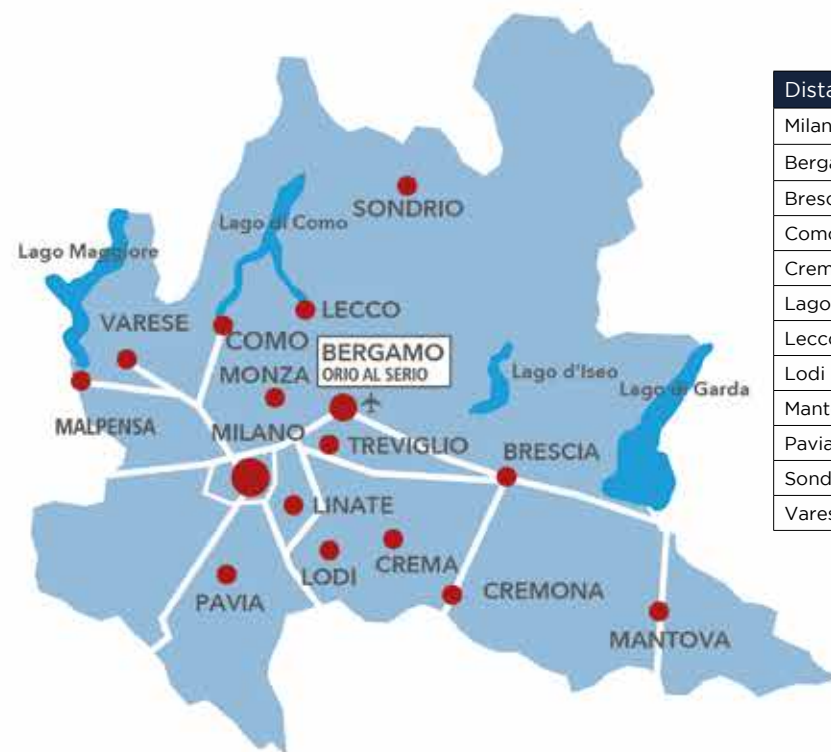 SONDRIO
Lago di Como
Lago Maggiore
LECCO
VARESE
COMO
BERGAMO
ORIO AL SERIO
MONZA
Lago d'Iseo
Lago di Garda
MALPENSA
MILANO
TREVIGLIO
BRESCIA
LINATE
CREMA
LODI
CREMONA
PAVIA
MANTOVA
Dista
Milan
Berga
Bresc
Como
Crem
Lago
Lecco
Lodi
Mant
Pavia
Sond
Vares